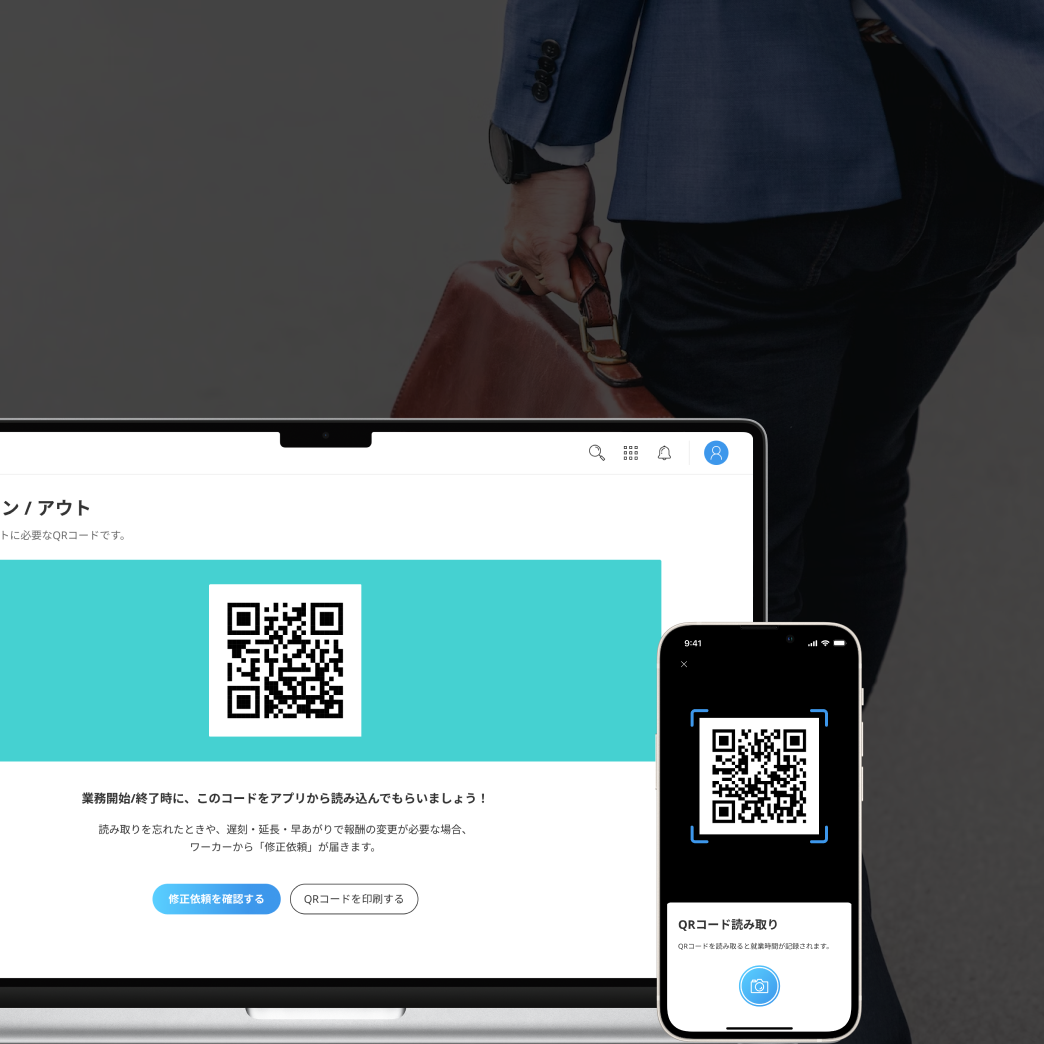 ン / アウト
トに必要なQRコードです。
業務開始/終了時に、このコードをアプリから読み込んでもらいましょう！
読み取りを忘れたときや、遅刻・延長・早あがりで報酬の変更が必要な場合、
ワーカーから「修正依頼」が届きます。
修正依頼を確認する
QRコードを印刷する
9:41
QRコード読み取り
QRコードを読み取ると就業時間が記録されます。